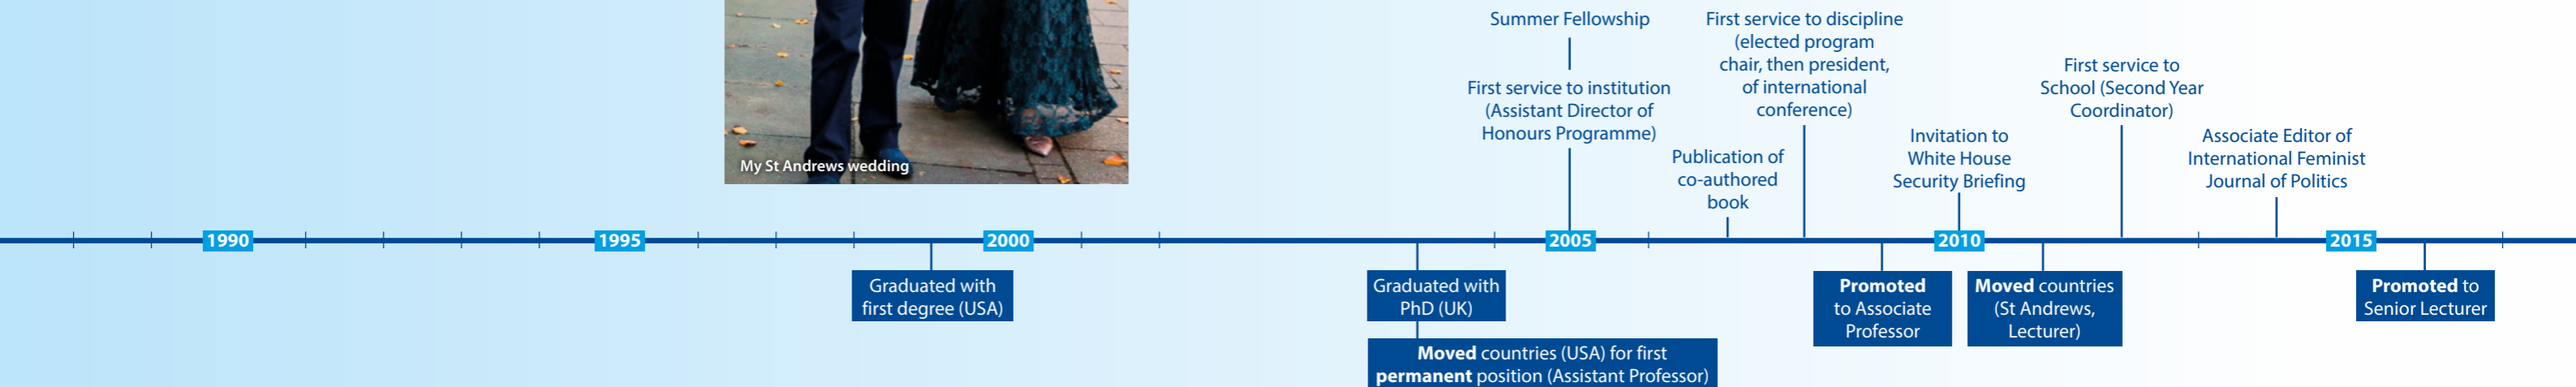 My St Andrews wedding
Summer Fellowship
First service to institution
(Assistant Director of
Honours Programme)
Publication of
co-authored
book
First service to discipline
(elected program
chair, then president,
of international
conference)
Invitation to
White House
Security Briefing
First service to
School (Second Year
Coordinator)
Associate Editor of
International Feminist
Journal of Politics
1990
1995
2000
2005
2010
2015
Graduated with
first degree (USA)
Graduated with
PhD (UK)
Moved countries (USA) for first
permanent position (Assistant Professor)
Promoted
to Associate
Professor
Moved countries
(St Andrews,
Lecturer)
Promoted to
Senior Lecturer